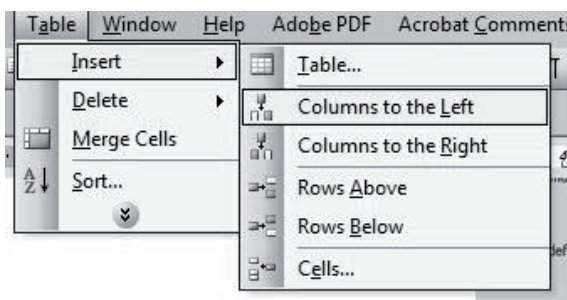 Table Window Help Adobe PDF Acrobat Comments
Insert
Table...
Delete
Columns to the Left
Merge Cells
Columns to the Right
Sort...
Rows Above
Rows Below
Cells...